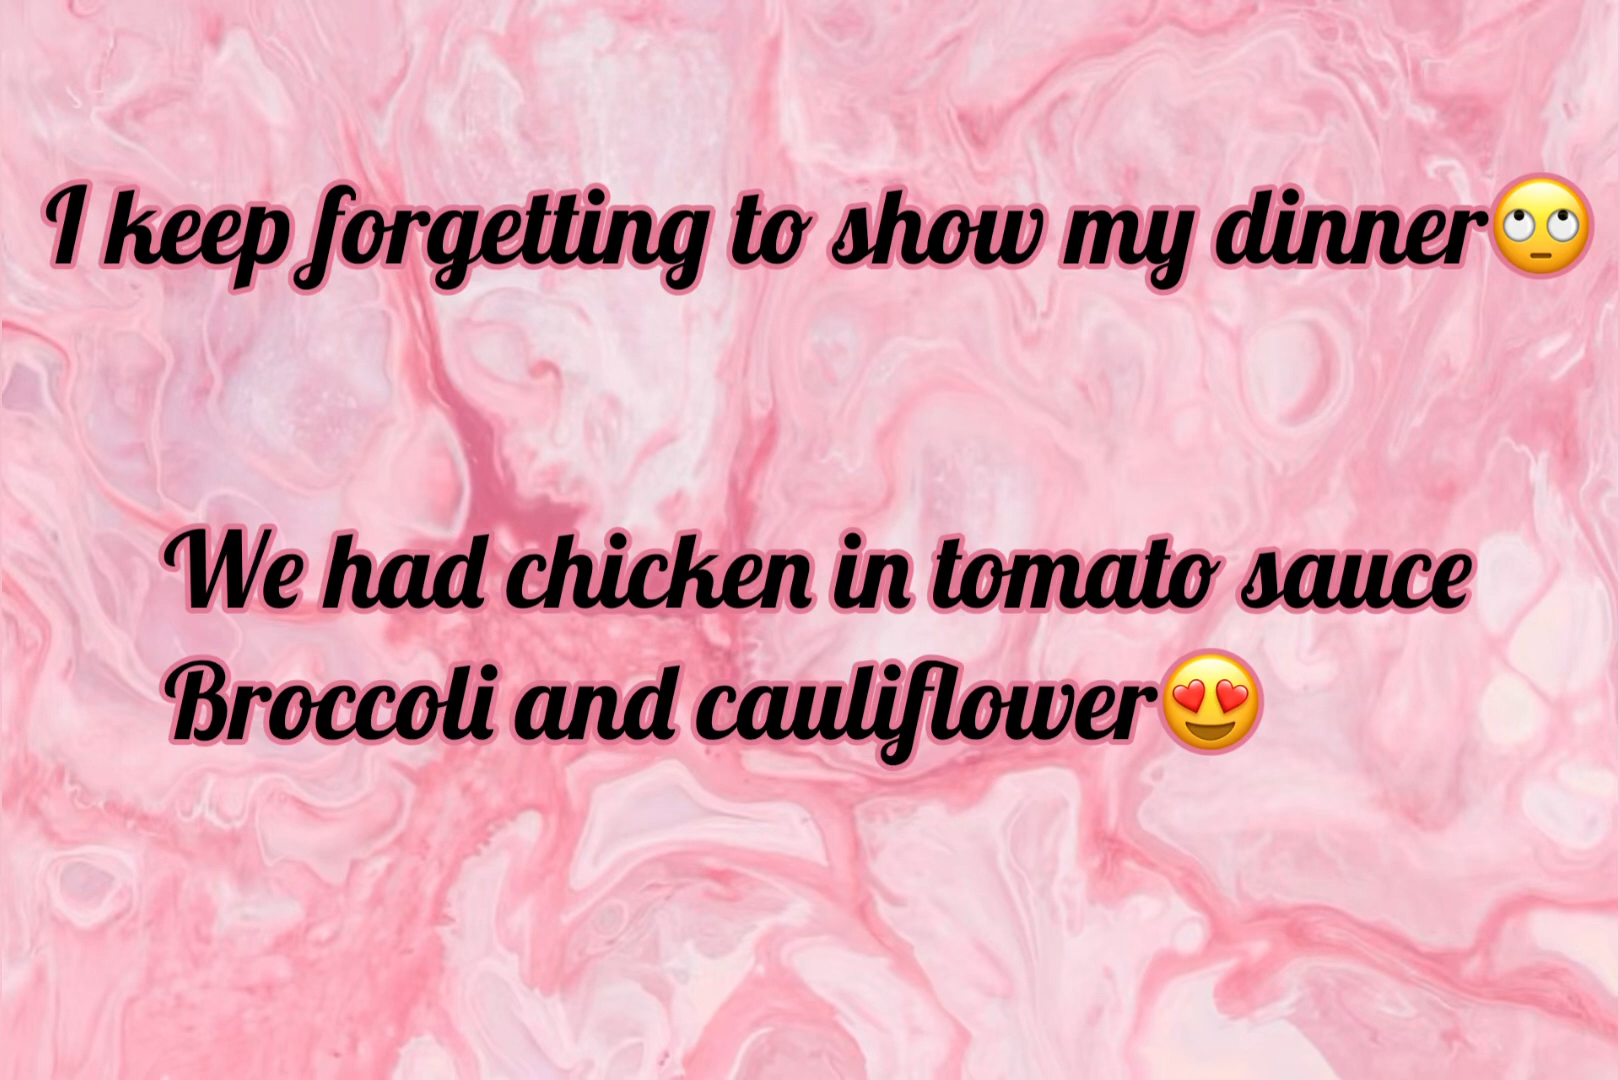 I keep forgetting to show my dinner🙄
We had chicken in tomato sauce
Broccoli and cauliflower😍